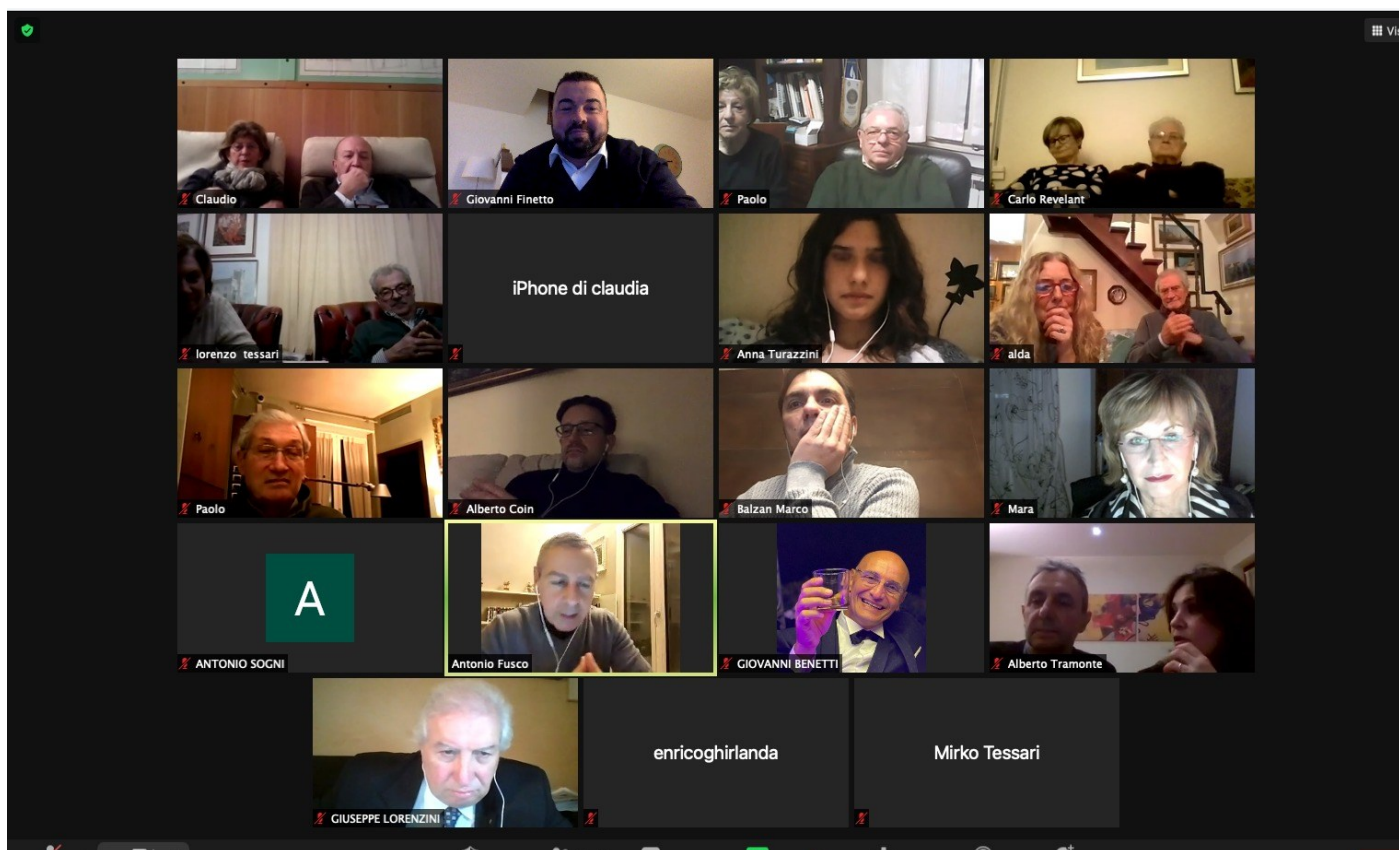 Vis
Claudio
Giovanni Finetto
Paolo
Carlo Revelant
lorenzo tessari
iPhone di claudia
Anna Turazzini
alda
Paolo
Alberto Coin
Balzan Marco
Mara
A
ANTONIO SOGNI
Antonio Fusco
GIOVANNI BENETTI
Alberto Tramonte
GIUSEPPE LORENZINI
enricoghirlanda
Mirko Tessari